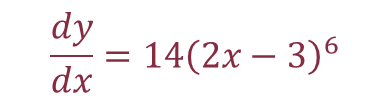 dy/dx = 14(2x − 3)⁶